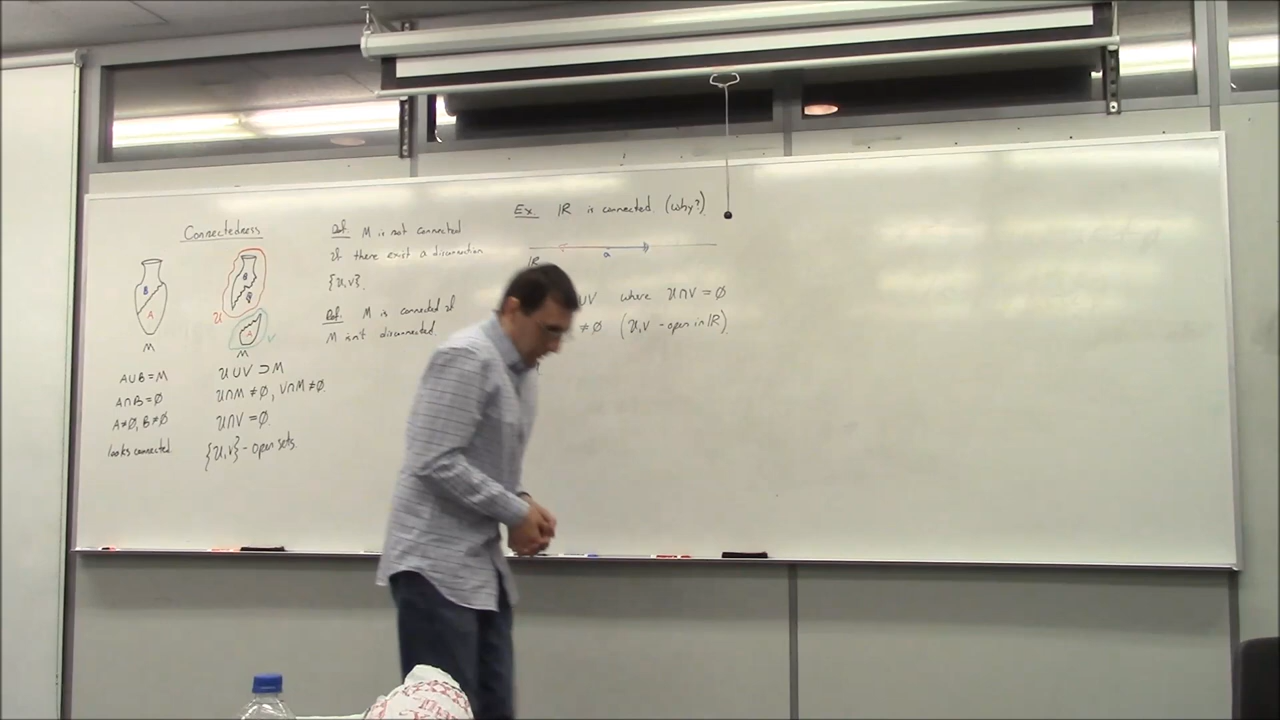 Connectedness
B
A
M
B
B
A
U
V
M
A∪B = M
A∩B = ∅
A≠∅, B≠∅
looks connected
U∪V ⊃ M
U∩M ≠ ∅, V∩M ≠ ∅.
U∩V = ∅.
{U,V} - open sets.
Def. M is not connected
if there exist a disconnection
{U,V}.
Def. M is connected if
M isn't disconnected.
Ex. ℝ is connected. (why?)
a
ℝ
∪V where U∩V = ∅
≠∅ (U,V - open in ℝ).